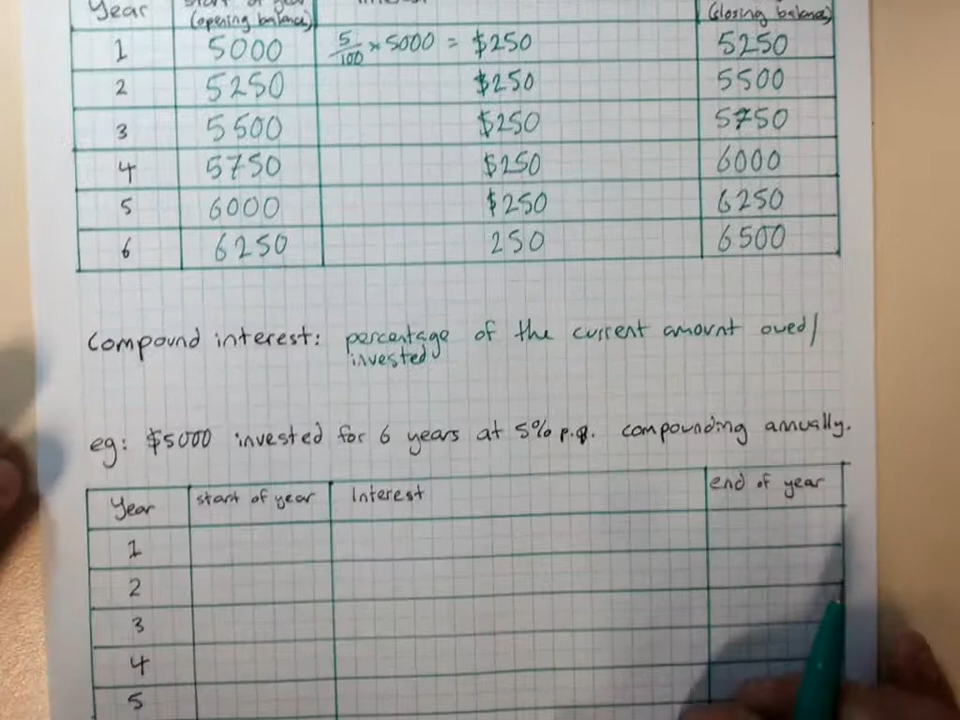 Year (opening balance) (closing balance)
1 5000 5/100 × 5000 = $250 5250
2 5250 $250 5500
3 5500 $250 5750
4 5750 $250 6000
5 6000 $250 6250
6 6250 250 6500
Compound interest: percentage of the current amount owed/
invested
eg: $5000 invested for 6 years at 5% p.a. compounding annually.
Year start of year Interest end of year
1
2
3
4
5